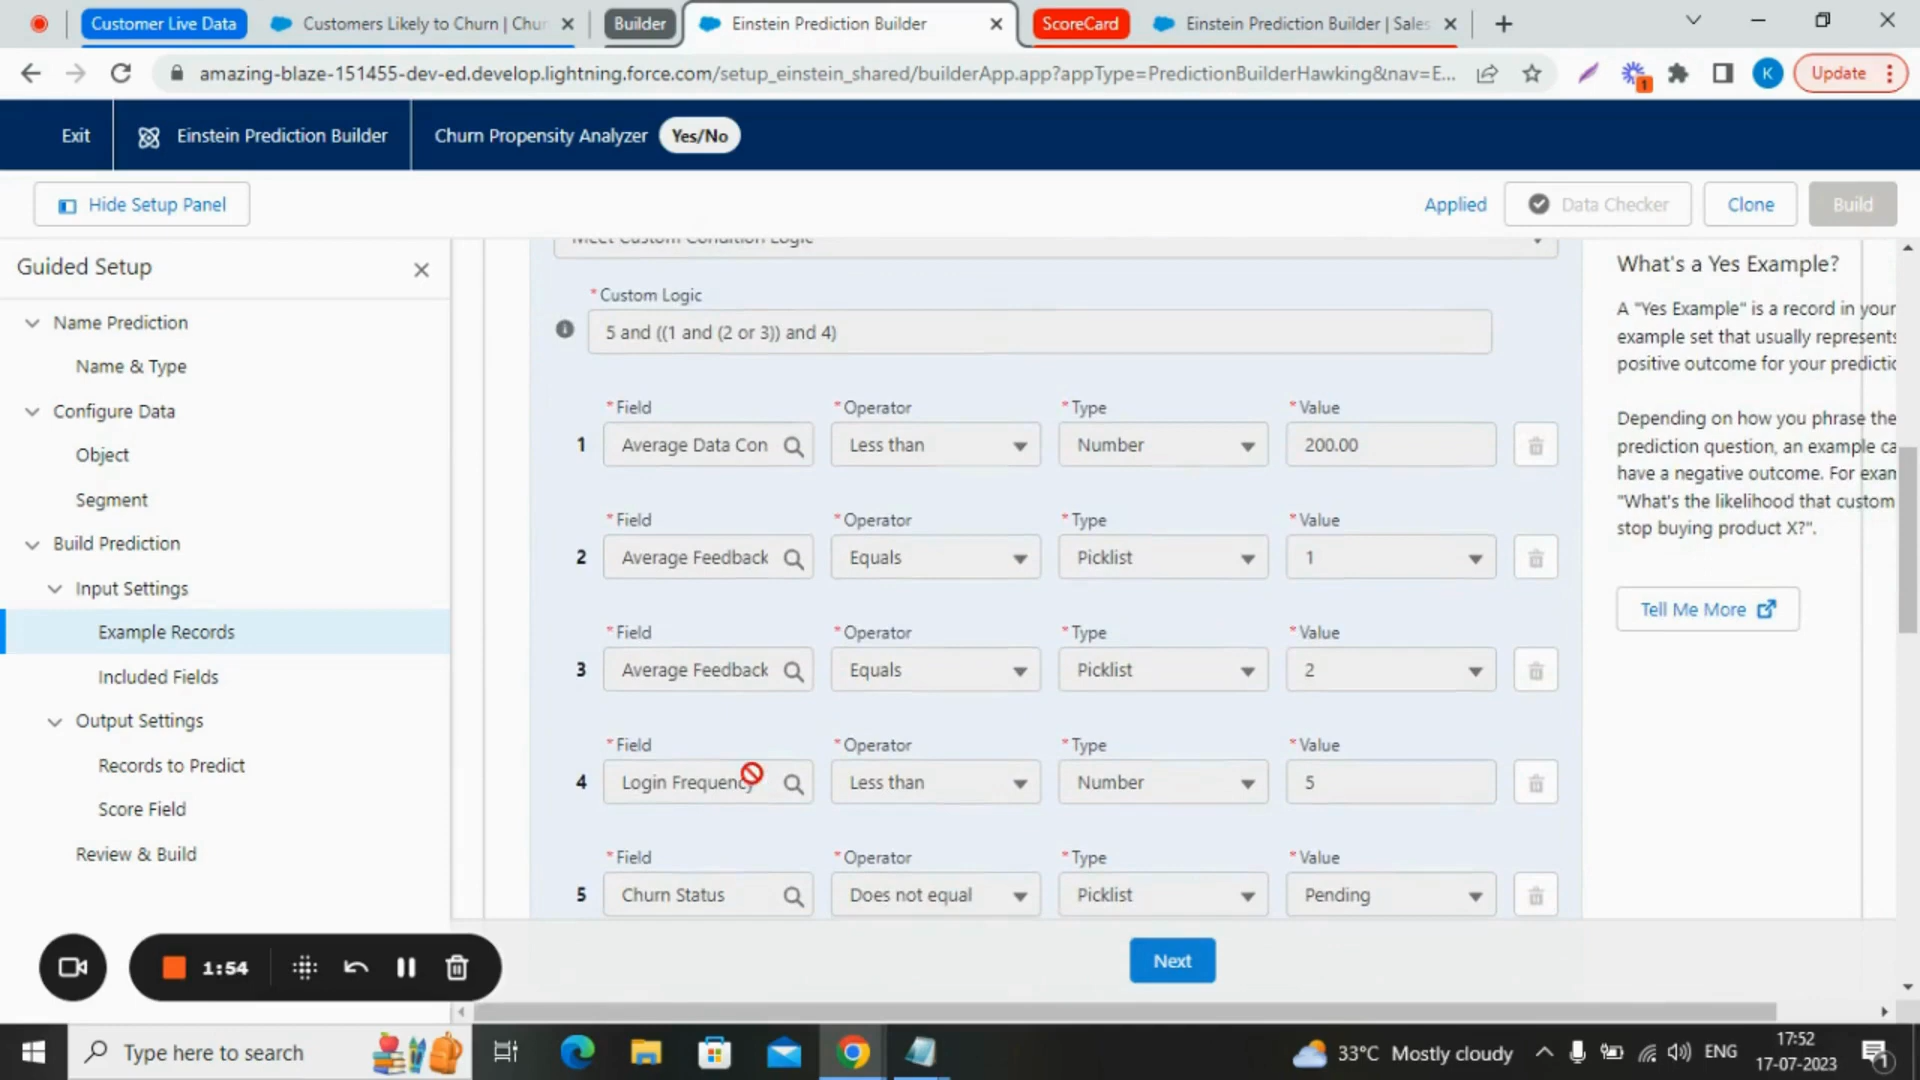 Customer Live Data
Customers Likely to Churn | Chur
Builder
Einstein Prediction Builder
ScoreCard
Einstein Prediction Builder | Sales
amazing-blaze-151455-dev-ed.develop.lightning.force.com/setup_einstein_shared/builderApp.app?appType=PredictionBuilderHawking&nav=E...
1
K
Update
Exit
Einstein Prediction Builder
Churn Propensity Analyzer
Yes/No
Hide Setup Panel
Applied
Data Checker
Clone
Build
Guided Setup
Name Prediction
Name & Type
Configure Data
Object
Segment
Build Prediction
Input Settings
Example Records
Included Fields
Output Settings
Records to Predict
Score Field
Review & Build
Meet Custom Condition Logic
* Custom Logic
5 and ((1 and (2 or 3)) and 4)
* Field * Operator * Type * Value
1 Average Data Con Less than Number 200.00
* Field * Operator * Type * Value
2 Average Feedback Equals Picklist 1
* Field * Operator * Type * Value
3 Average Feedback Equals Picklist 2
* Field * Operator * Type * Value
4 Login Frequency Less than Number 5
* Field * Operator * Type * Value
5 Churn Status Does not equal Picklist Pending
Next
What's a Yes Example?
A "Yes Example" is a record in your
example set that usually represents
positive outcome for your predictio
Depending on how you phrase the
prediction question, an example ca
have a negative outcome. For exam
"What's the likelihood that custom
stop buying product X?".
Tell Me More
1:54
Type here to search
33°C Mostly cloudy
ENG
17:52
17-07-2023
1